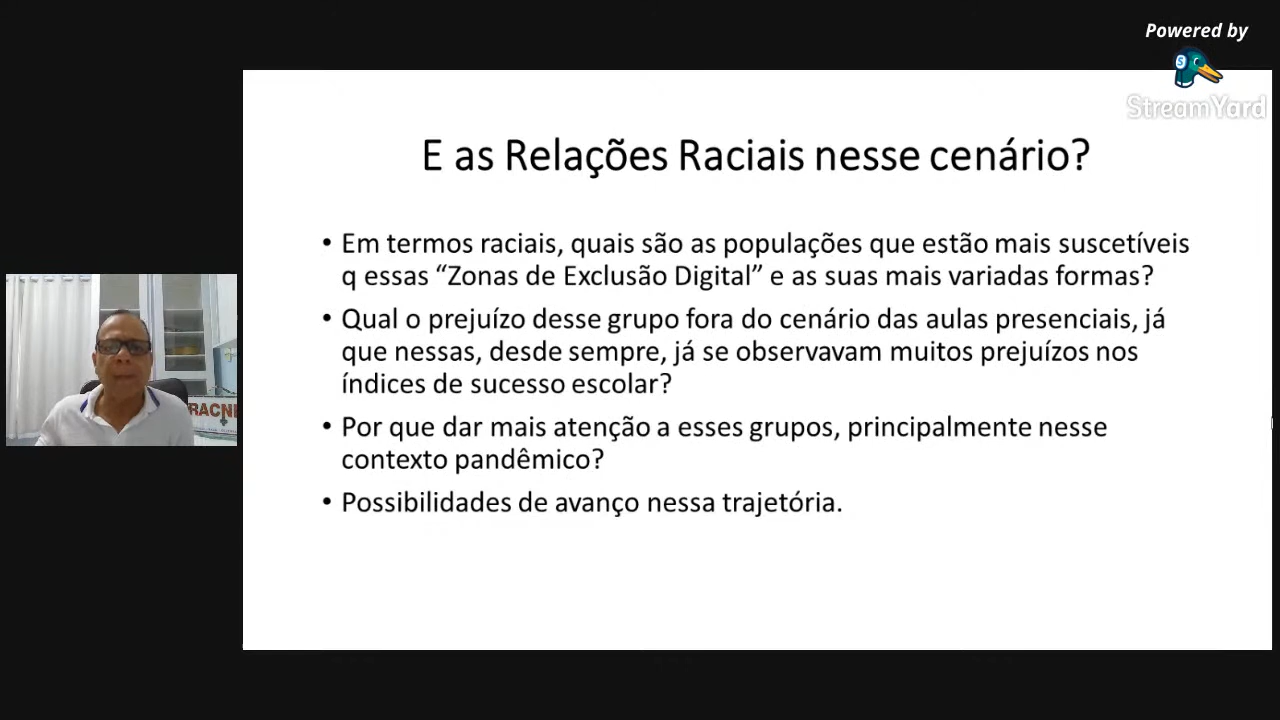 Powered by
StreamYard
E as Relações Raciais nesse cenário?
• Em termos raciais, quais são as populações que estão mais suscetíveis
q essas “Zonas de Exclusão Digital” e as suas mais variadas formas?
• Qual o prejuízo desse grupo fora do cenário das aulas presenciais, já
que nessas, desde sempre, já se observavam muitos prejuízos nos
índices de sucesso escolar?
• Por que dar mais atenção a esses grupos, principalmente nesse
contexto pandêmico?
• Possibilidades de avanço nessa trajetória.